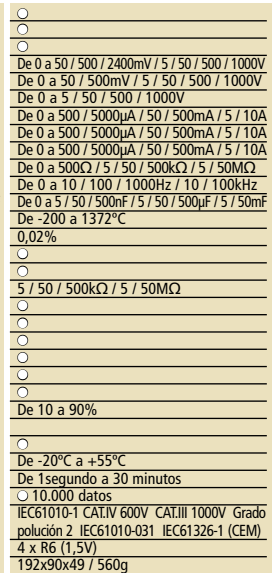 ○
○
○
De 0 a 50 / 500 / 2400mV / 5 / 50 / 500 / 1000V
De 0 a 50 / 500mV / 5 / 50 / 500 / 1000V
De 0 a 5 / 50 / 500 / 1000V
De 0 a 500 / 5000µA / 50 / 500mA / 5 / 10A
De 0 a 500 / 5000µA / 50 / 500mA / 5 / 10A
De 0 a 500 / 5000µA / 50 / 500mA / 5 / 10A
De 0 a 500Ω / 5 / 50 / 500kΩ / 5 / 50MΩ
De 0 a 10 / 100 / 1000Hz / 10 / 100kHz
De 0 a 5 / 50 / 500nF / 5 / 50 / 500µF / 5 / 50mF
De -200 a 1372ºC
0,02%
○
○
5 / 50 / 500kΩ / 5 / 50MΩ
○
○
○
○
○
○
De 10 a 90%
○
De -20ºC a +55ºC
De 1segundo a 30 minutos
○ 10.000 datos
IEC61010-1 CAT.IV 600V CAT.III 1000V Grado
polución 2 IEC61010-031 IEC61326-1 (CEM)
4 x R6 (1,5V)
192x90x49 / 560g